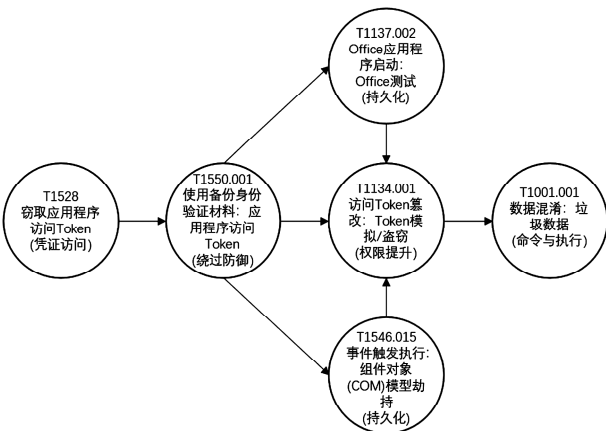 T1137.002
Office应用程
序启动：
Office测试
(持久化)
T1528
窃取应用程序
访问Token
(凭证访问)
T1550.001
使用备份身份
验证材料：应
用程序访问
Token
(绕过防御)
T1134.001
访问Token篡
改：Token模
拟/盗窃
(权限提升)
T1001.001
数据混淆：垃
圾数据
(命令与执行)
T1546.015
事件触发执行：
组件对象
(COM)模型劫
持
(持久化)